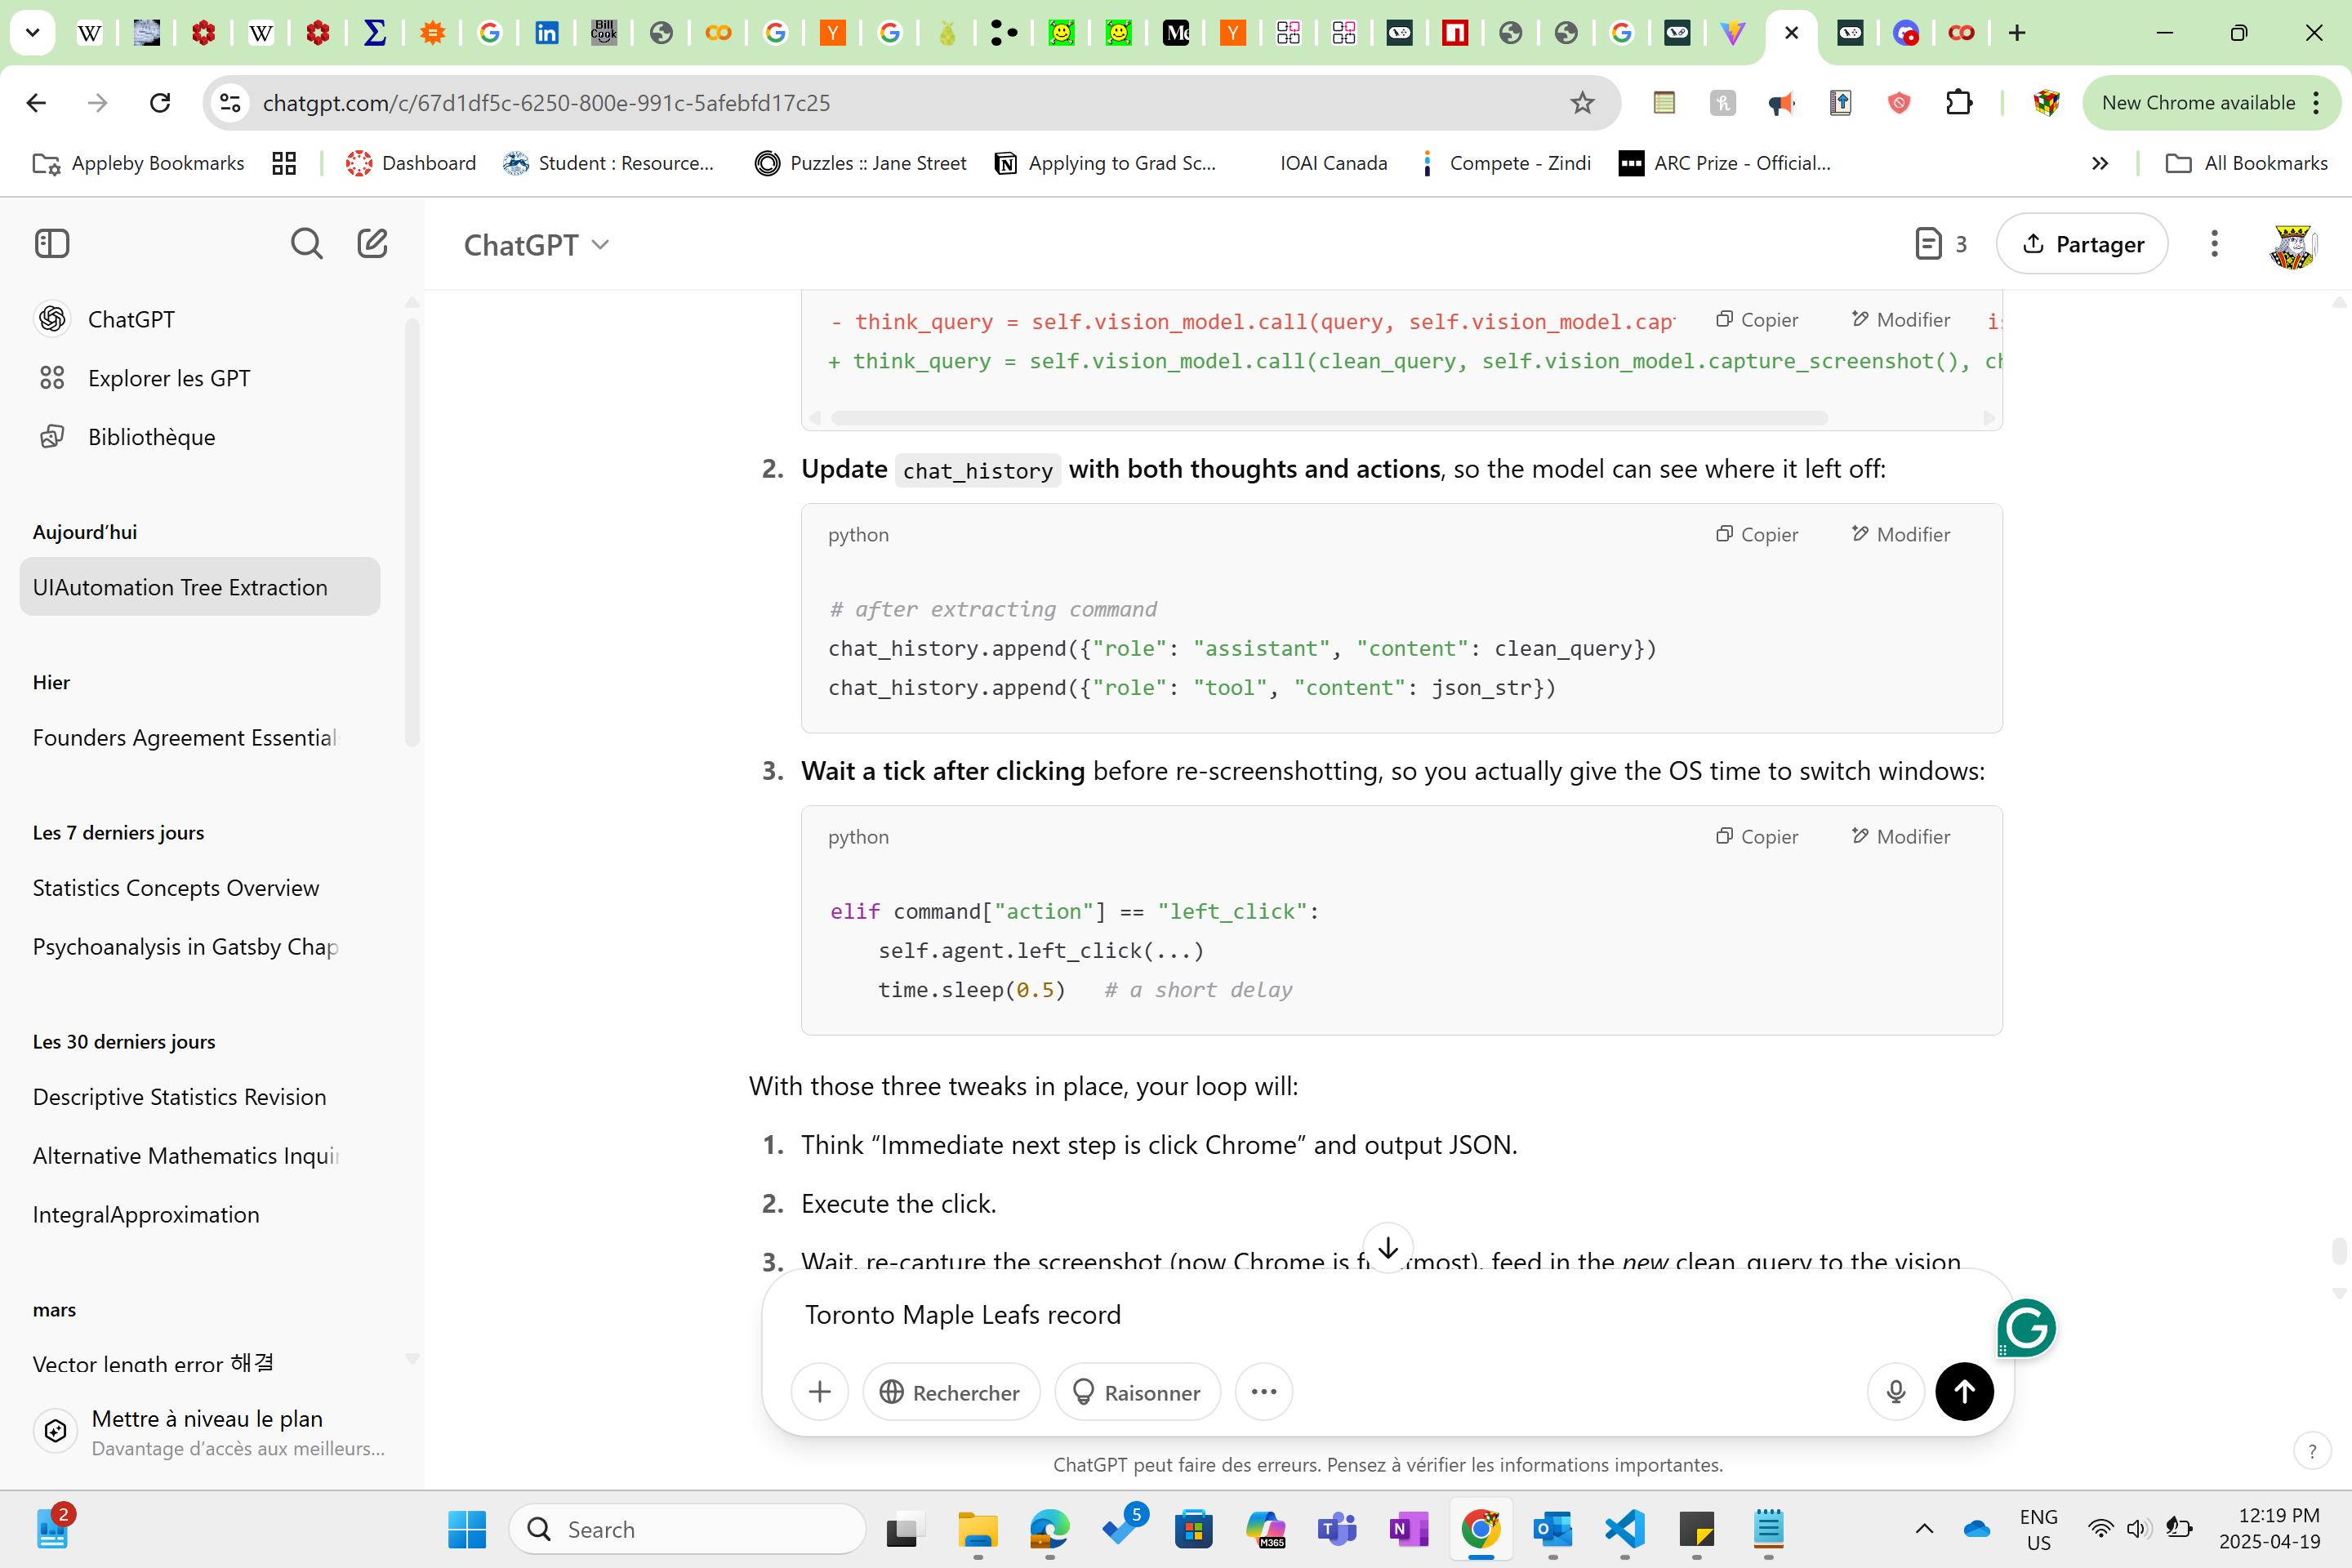 Bill Cook
chatgpt.com/c/67d1df5c-6250-800e-991c-5afebfd17c25
New Chrome available
Appleby Bookmarks
Dashboard
Student : Resource...
Puzzles :: Jane Street
Applying to Grad Sc...
IOAI Canada
Compete - Zindi
ARC Prize - Official...
All Bookmarks
ChatGPT
3
Partager
ChatGPT
Explorer les GPT
Bibliothèque
Aujourd’hui
UIAutomation Tree Extraction
Hier
Founders Agreement Essential
Les 7 derniers jours
Statistics Concepts Overview
Psychoanalysis in Gatsby Chap
Les 30 derniers jours
Descriptive Statistics Revision
Alternative Mathematics Inquir
IntegralApproximation
mars
Vector length error 해결
Mettre à niveau le plan
Davantage d’accès aux meilleurs...
- think_query = self.vision_model.call(query, self.vision_model.cap
Copier
Modifier
+ think_query = self.vision_model.call(clean_query, self.vision_model.capture_screenshot(), ch
2. Update chat_history with both thoughts and actions, so the model can see where it left off:
python
Copier
Modifier
# after extracting command
chat_history.append({"role": "assistant", "content": clean_query})
chat_history.append({"role": "tool", "content": json_str})
3. Wait a tick after clicking before re-screenshotting, so you actually give the OS time to switch windows:
python
Copier
Modifier
elif command["action"] == "left_click":
self.agent.left_click(...)
time.sleep(0.5) # a short delay
With those three tweaks in place, your loop will:
1. Think “Immediate next step is click Chrome” and output JSON.
2. Execute the click.
3. Wait, re-capture the screenshot (now Chrome is frontmost), feed in the new clean_query to the vision
Toronto Maple Leafs record
Rechercher
Raisonner
ChatGPT peut faire des erreurs. Pensez à vérifier les informations importantes.
?
2
Search
5
M365
ENG
US
12:19 PM
2025-04-19